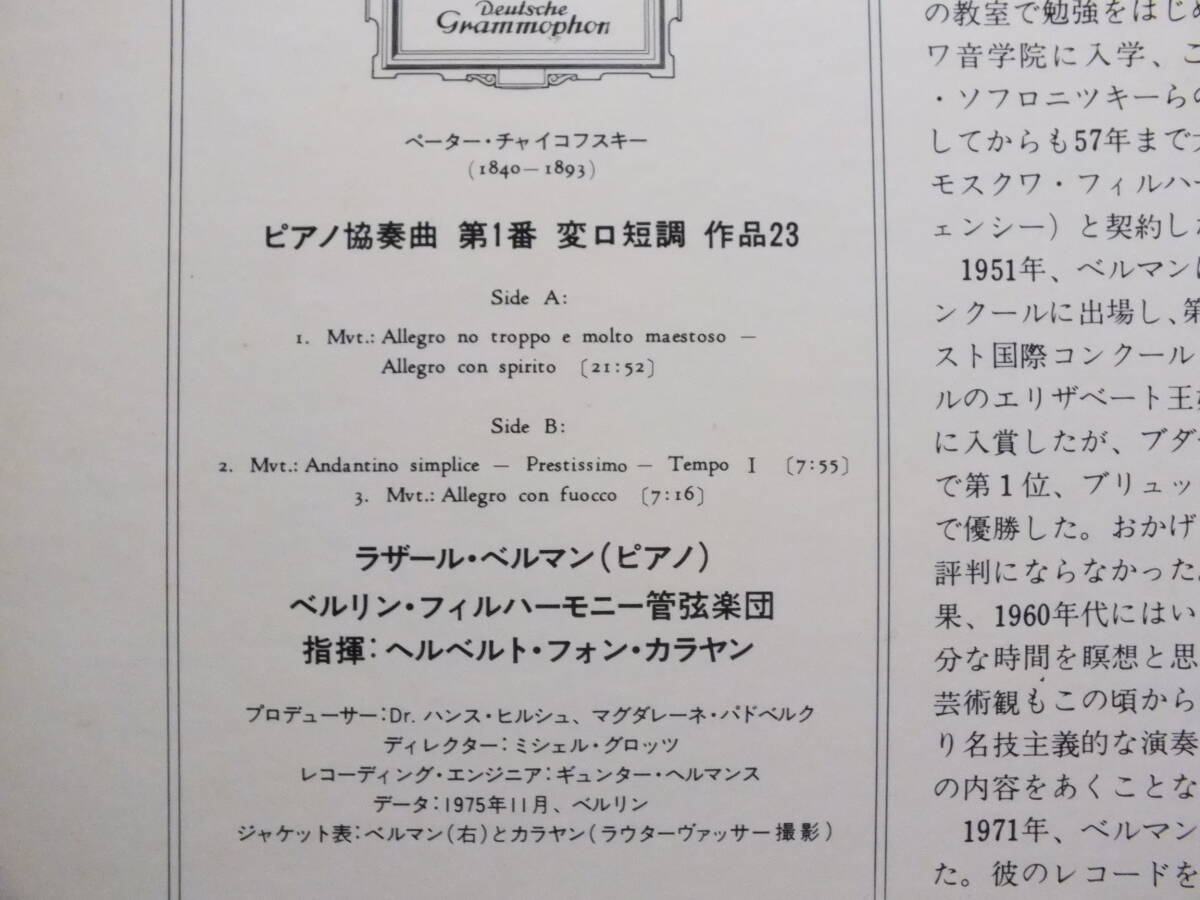 Deutsche
Grammophon
ペーター・チャイコフスキー
(1840－1893)
ピアノ協奏曲 第1番 変ロ短調 作品23
Side A:
1. Mvt.: Allegro no troppo e molto maestoso —
Allegro con spirito [21:52]
Side B:
2. Mvt.: Andantino simplice — Prestissimo — Tempo I [7:55]
3. Mvt.: Allegro con fuocco [7:16]
ラザール・ベルマン(ピアノ)
ベルリン・フィルハーモニー管弦楽団
指揮:ヘルベルト・フォン・カラヤン
プロデューサー:Dr. ハンス・ヒルシュ、マグダレーネ・パドベルク
ディレクター:ミシェル・グロッツ
レコーディング・エンジニア:ギュンター・ヘルマンス
データ:1975年11月、ベルリン
ジャケット表:ベルマン(右)とカラヤン(ラウターヴァッサー撮影)
の教室で勉強をはじめ
ワ音学院に入学、こ
・ソフロニツキーらの
してからも57年まで
モスクワ・フィルハー
ェンシー）と契約し
1951年、ベルマンは
ンクールに出場し、第
スト国際コンクール
ルのエリザベート王
に入賞したが、ブダ
で第1位、ブリュッ
で優勝した。おかげ
評判にならなかった。
果、1960年代にはい
分な時間を瞑想と思
芸術観もこの頃から
り名技主義的な演奏
の内容をあくことな
1971年、ベルマン
た。彼のレコードを